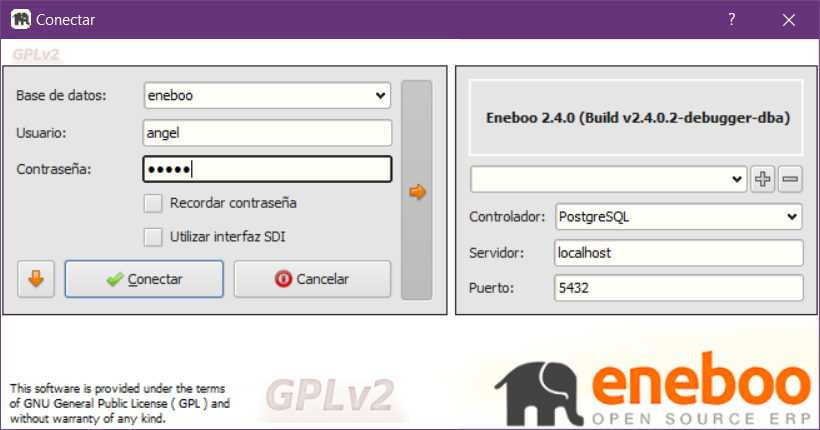 Conectar
?
GPLv2
Base de datos: eneboo
Usuario: angel
Contraseña: •••••
Recordar contraseña
Utilizar interfaz SDI
Conectar
Cancelar
Eneboo 2.4.0 (Build v2.4.0.2-debugger-dba)
Controlador: PostgreSQL
Servidor: localhost
Puerto: 5432
This software is provided under the terms
of GNU General Public License ( GPL ) and
without warranty of any kind.
GPLv2
eneboo
OPEN SOURCE ERP